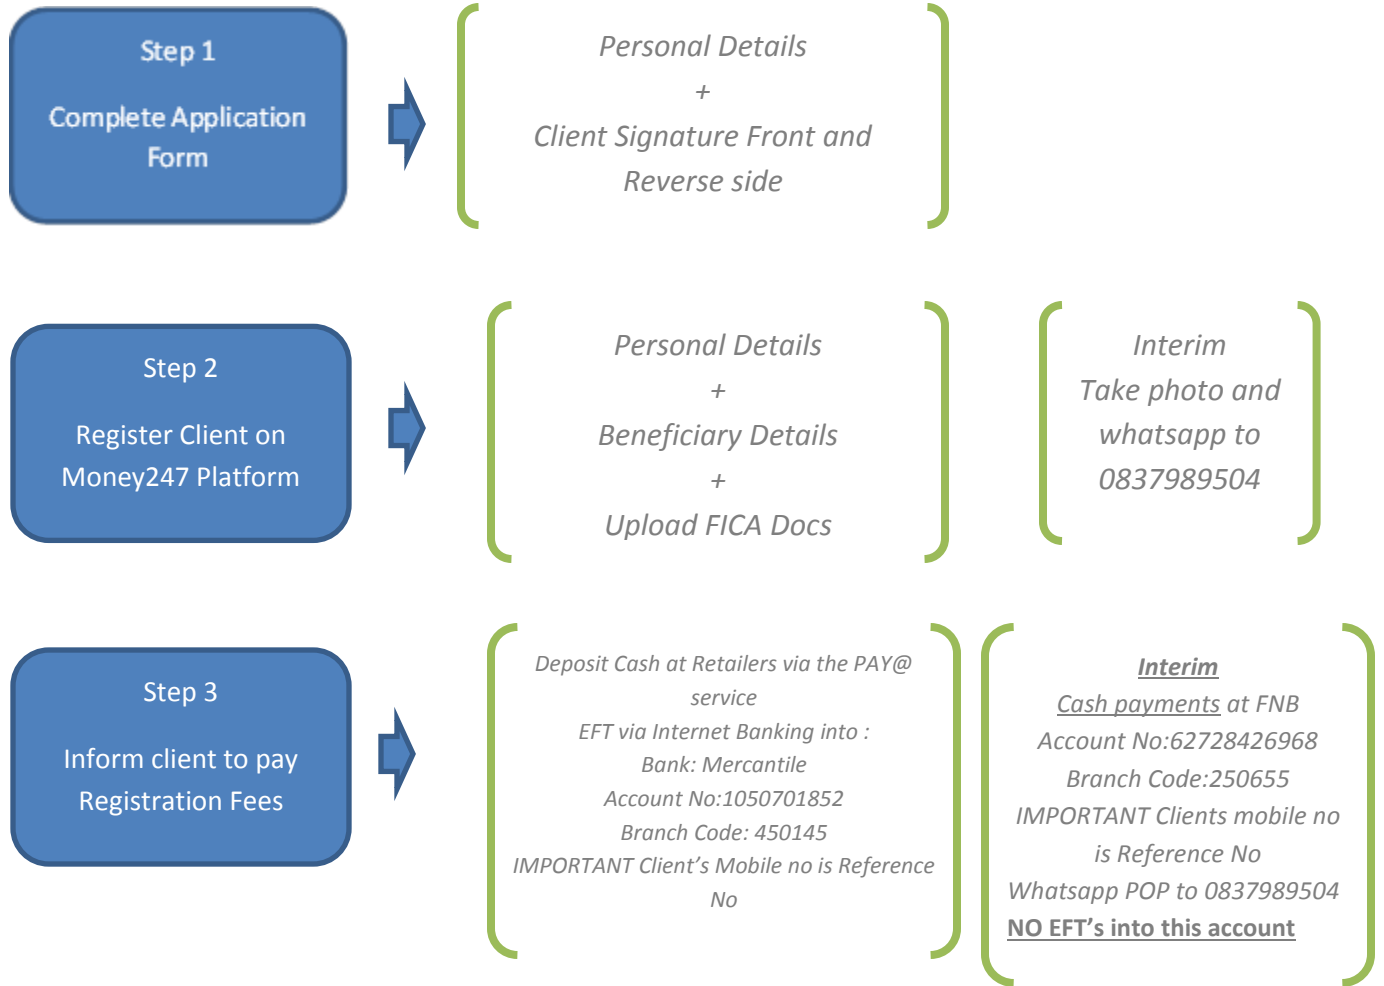 Step 1
Complete Application
Form
Personal Details
+
Client Signature Front and
Reverse side
Step 2
Register Client on
Money247 Platform
Personal Details
+
Beneficiary Details
+
Upload FICA Docs
Interim
Take photo and
whatsapp to
0837989504
Step 3
Inform client to pay
Registration Fees
Deposit Cash at Retailers via the PAY@
service
EFT via Internet Banking into :
Bank: Mercantile
Account No:1050701852
Branch Code: 450145
IMPORTANT Client’s Mobile no is Reference
No
Interim
Cash payments at FNB
Account No:62728426968
Branch Code:250655
IMPORTANT Clients mobile no
is Reference No
Whatsapp POP to 0837989504
NO EFT’s into this account